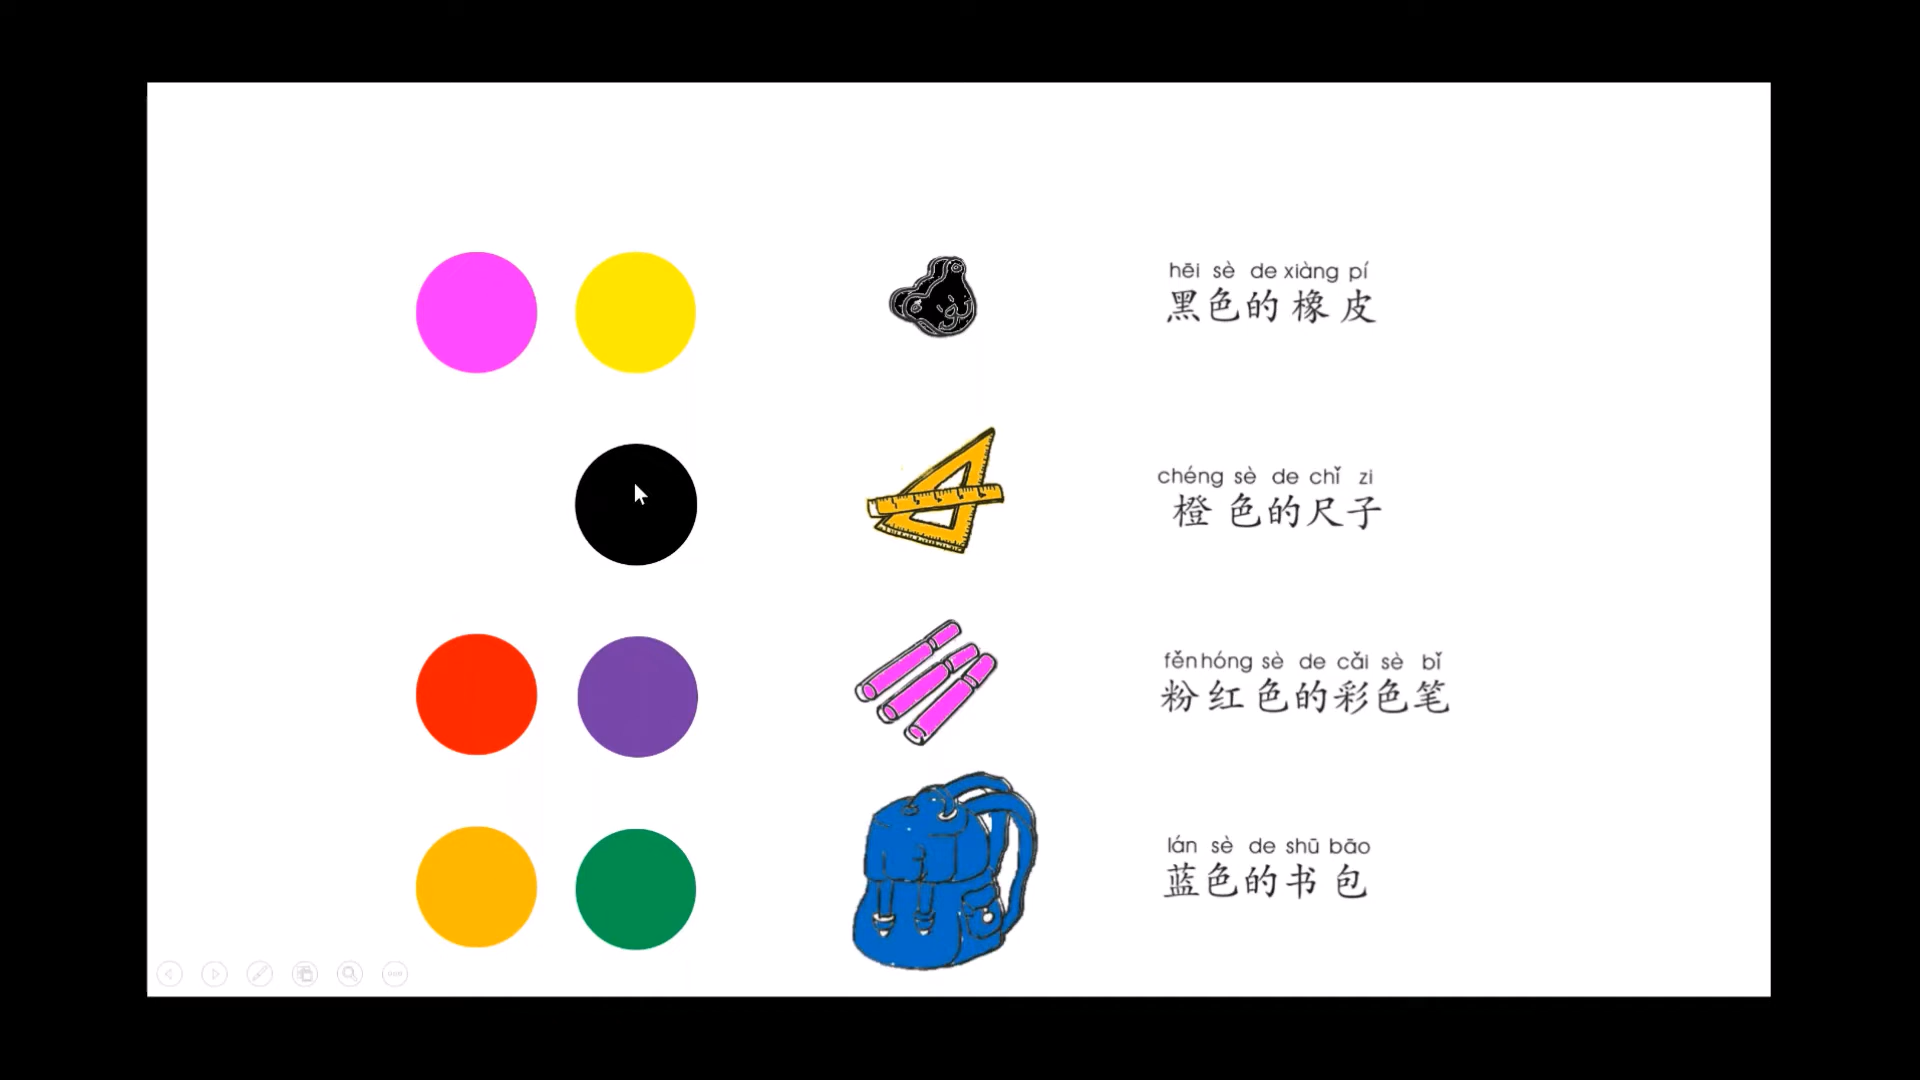 hēi sè de xiàng pí
黑色的橡皮
chéng sè de chǐ zi
橙色的尺子
fěn hóng sè de cǎi sè bǐ
粉红色的彩色笔
lán sè de shū bāo
蓝色的书包